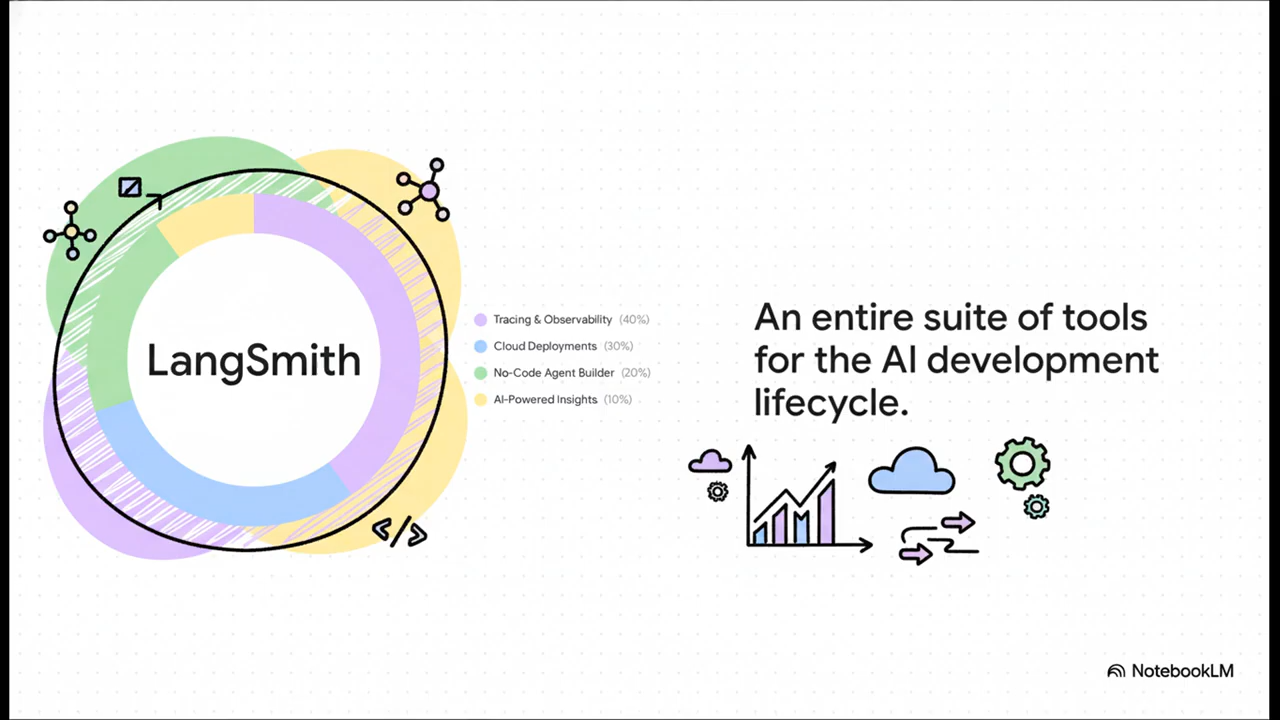 LangSmith
Tracing & Observability (40%)
Cloud Deployments (30%)
No-Code Agent Builder (20%)
AI-Powered Insights (10%)
An entire suite of tools
for the AI development
lifecycle.
</>
NotebookLM